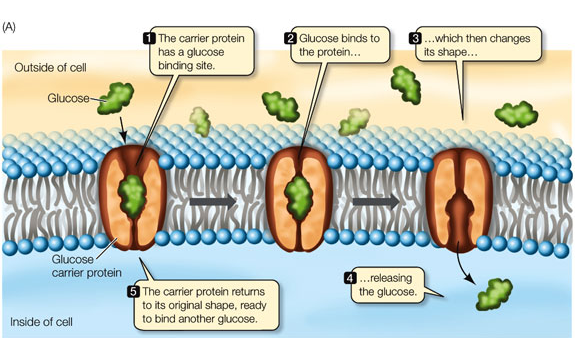 (A)
1 The carrier protein
has a glucose
binding site.
2 Glucose binds to
the protein…
3 …which then changes
its shape…
Outside of cell
Glucose
Glucose
carrier protein
4 …releasing
the glucose.
5 The carrier protein returns
to its original shape, ready
to bind another glucose.
Inside of cell